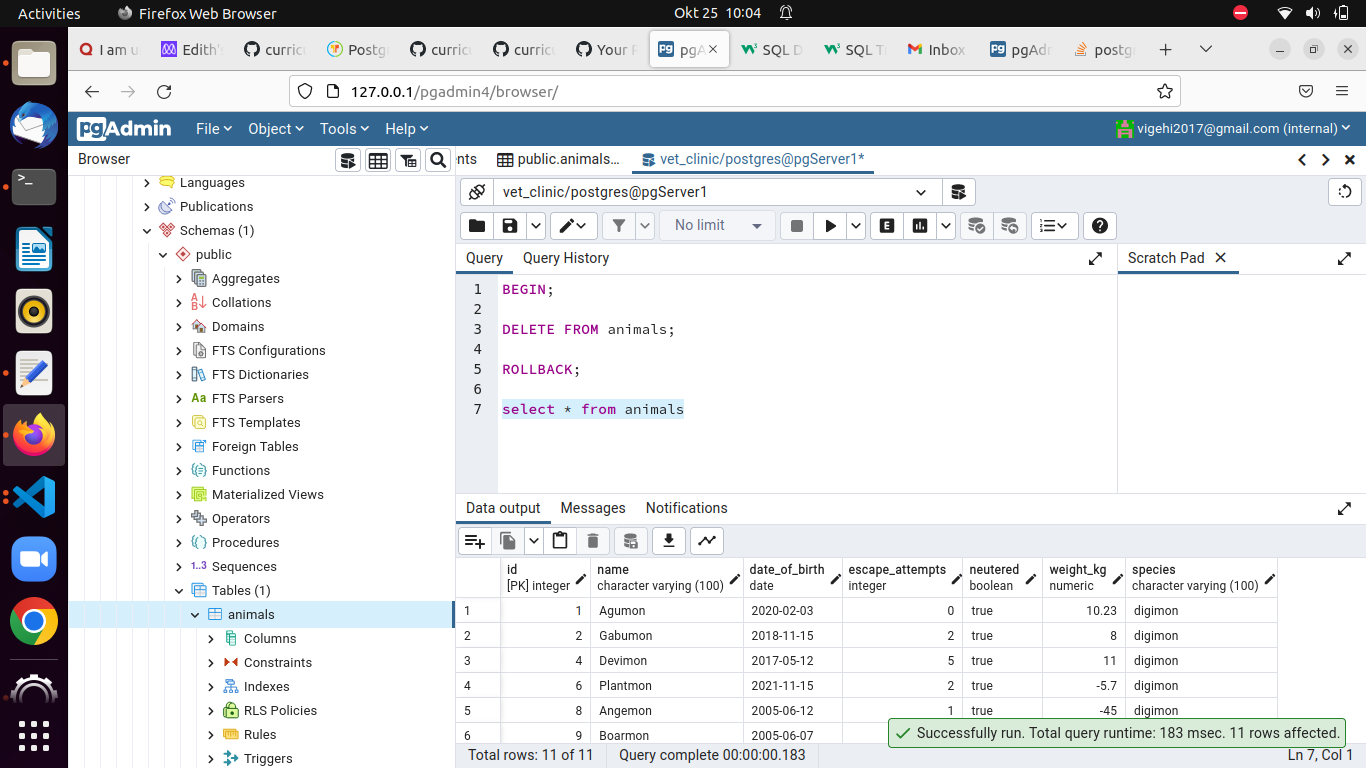 Activities Firefox Web Browser Okt 25 10:04
I am u Edith' curricu Postgr curricu curricu Your P pgA SQL D SQL T Inbox pgAdr postg
127.0.0.1/pgadmin4/browser/
pgAdmin File Object Tools Help vigehi2017@gmail.com (internal)
Browser
nts public.animals... vet_clinic/postgres@pgServer1*
vet_clinic/postgres@pgServer1
No limit E
Query Query History Scratch Pad
Languages
Publications
Schemas (1)
public
Aggregates
Collations
Domains
FTS Configurations
FTS Dictionaries
Aa FTS Parsers
FTS Templates
Foreign Tables
Functions
Materialized Views
Operators
Procedures
1..3 Sequences
Tables (1)
animals
Columns
Constraints
Indexes
RLS Policies
Rules
Triggers
1 BEGIN;
2
3 DELETE FROM animals;
4
5 ROLLBACK;
6
7 select * from animals
Data output Messages Notifications
id name date_of_birth escape_attempts neutered weight_kg species
[PK] integer character varying (100) date integer boolean numeric character varying (100)
1 1 Agumon 2020-02-03 0 true 10.23 digimon
2 2 Gabumon 2018-11-15 2 true 8 digimon
3 4 Devimon 2017-05-12 5 true 11 digimon
4 6 Plantmon 2021-11-15 2 true -5.7 digimon
5 8 Angemon 2005-06-12 1 true -45 digimon
6 9 Boarmon 2005-06-07
Successfully run. Total query runtime: 183 msec. 11 rows affected.
Total rows: 11 of 11 Query complete 00:00:00.183 Ln 7, Col 1